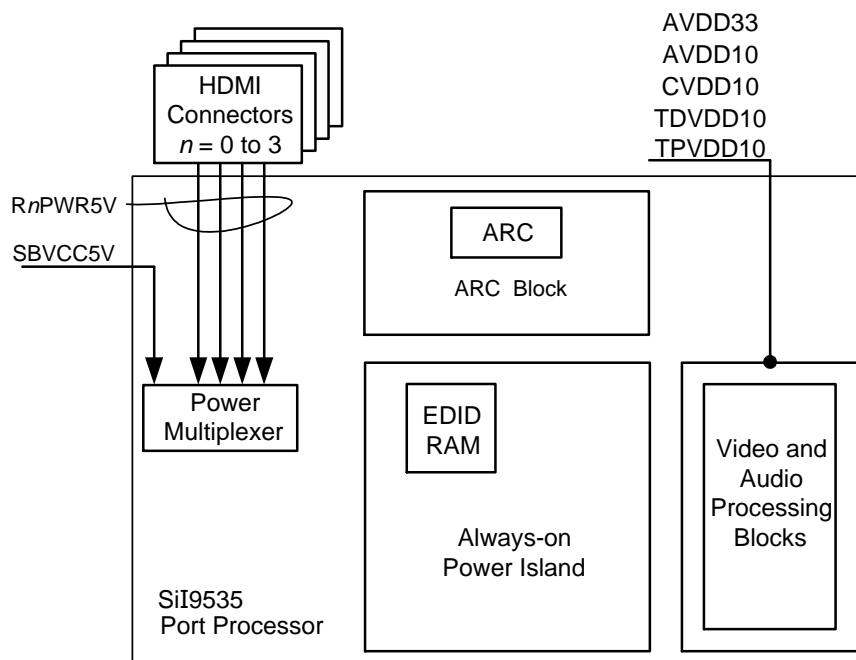 AVDD33
AVDD10
CVDD10
TDVDD10
TPVDD10
HDMI
Connectors
n = 0 to 3
RnPWR5V
SBVCC5V
ARC
ARC Block
Power
Multiplexer
EDID
RAM
Always-on
Power Island
Video and
Audio
Processing
Blocks
SiI9535
Port Processor